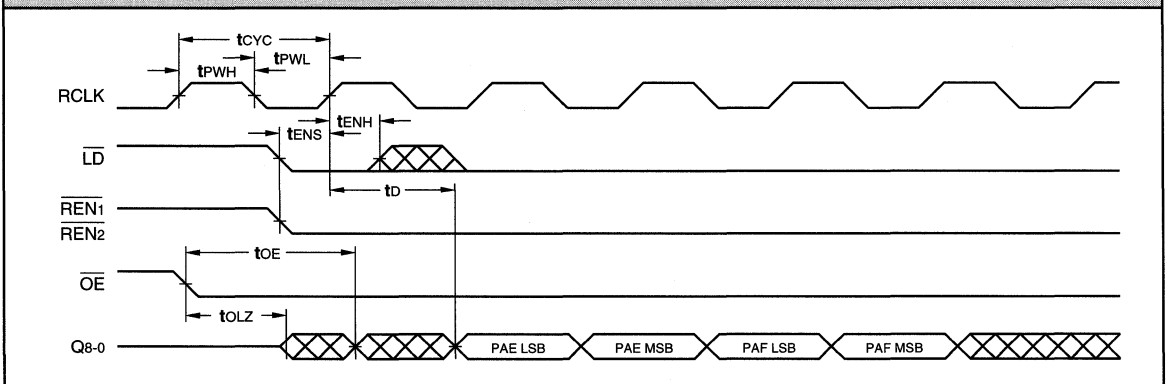 tCYC
tPWL
tPWH
RCLK
tENH
tENS
LD
tD
REN1
REN2
tOE
OE
tOLZ
Q8-0
PAE LSB
PAE MSB
PAF LSB
PAF MSB